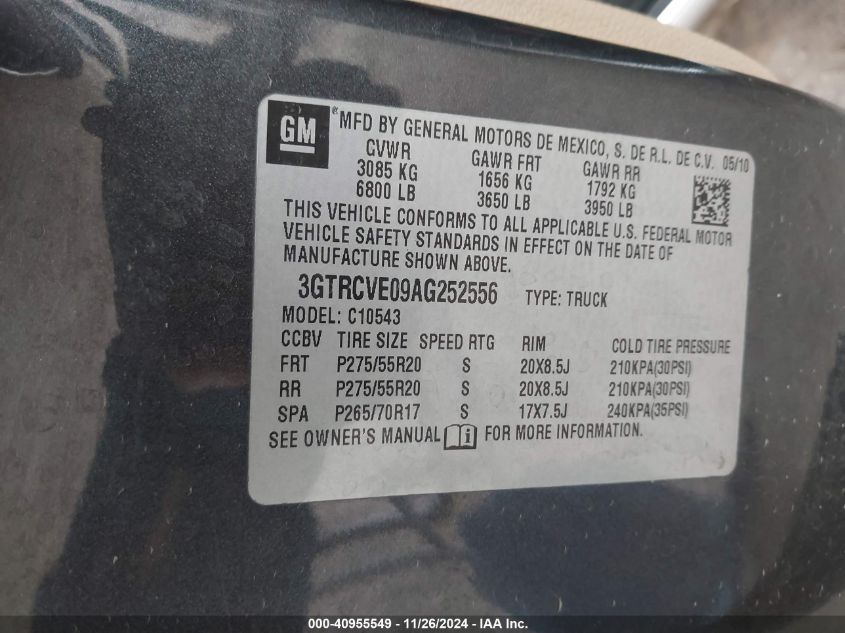 GM
® MFD BY GENERAL MOTORS DE MEXICO, S. DE R.L. DE C.V. 05/10
GVWR GAWR FRT GAWR RR
3085 KG 1656 KG 1792 KG
6800 LB 3650 LB 3950 LB
THIS VEHICLE CONFORMS TO ALL APPLICABLE U.S. FEDERAL MOTOR
VEHICLE SAFETY STANDARDS IN EFFECT ON THE DATE OF
MANUFACTURE SHOWN ABOVE.
3GTRCVE09AG252556 TYPE: TRUCK
MODEL: C10543
CCBV TIRE SIZE SPEED RTG RIM COLD TIRE PRESSURE
FRT P275/55R20 S 20X8.5J 210KPA(30PSI)
RR P275/55R20 S 20X8.5J 210KPA(30PSI)
SPA P265/70R17 S 17X7.5J 240KPA(35PSI)
SEE OWNER'S MANUAL i FOR MORE INFORMATION.
000-40955549 - 11/26/2024 - IAA Inc.